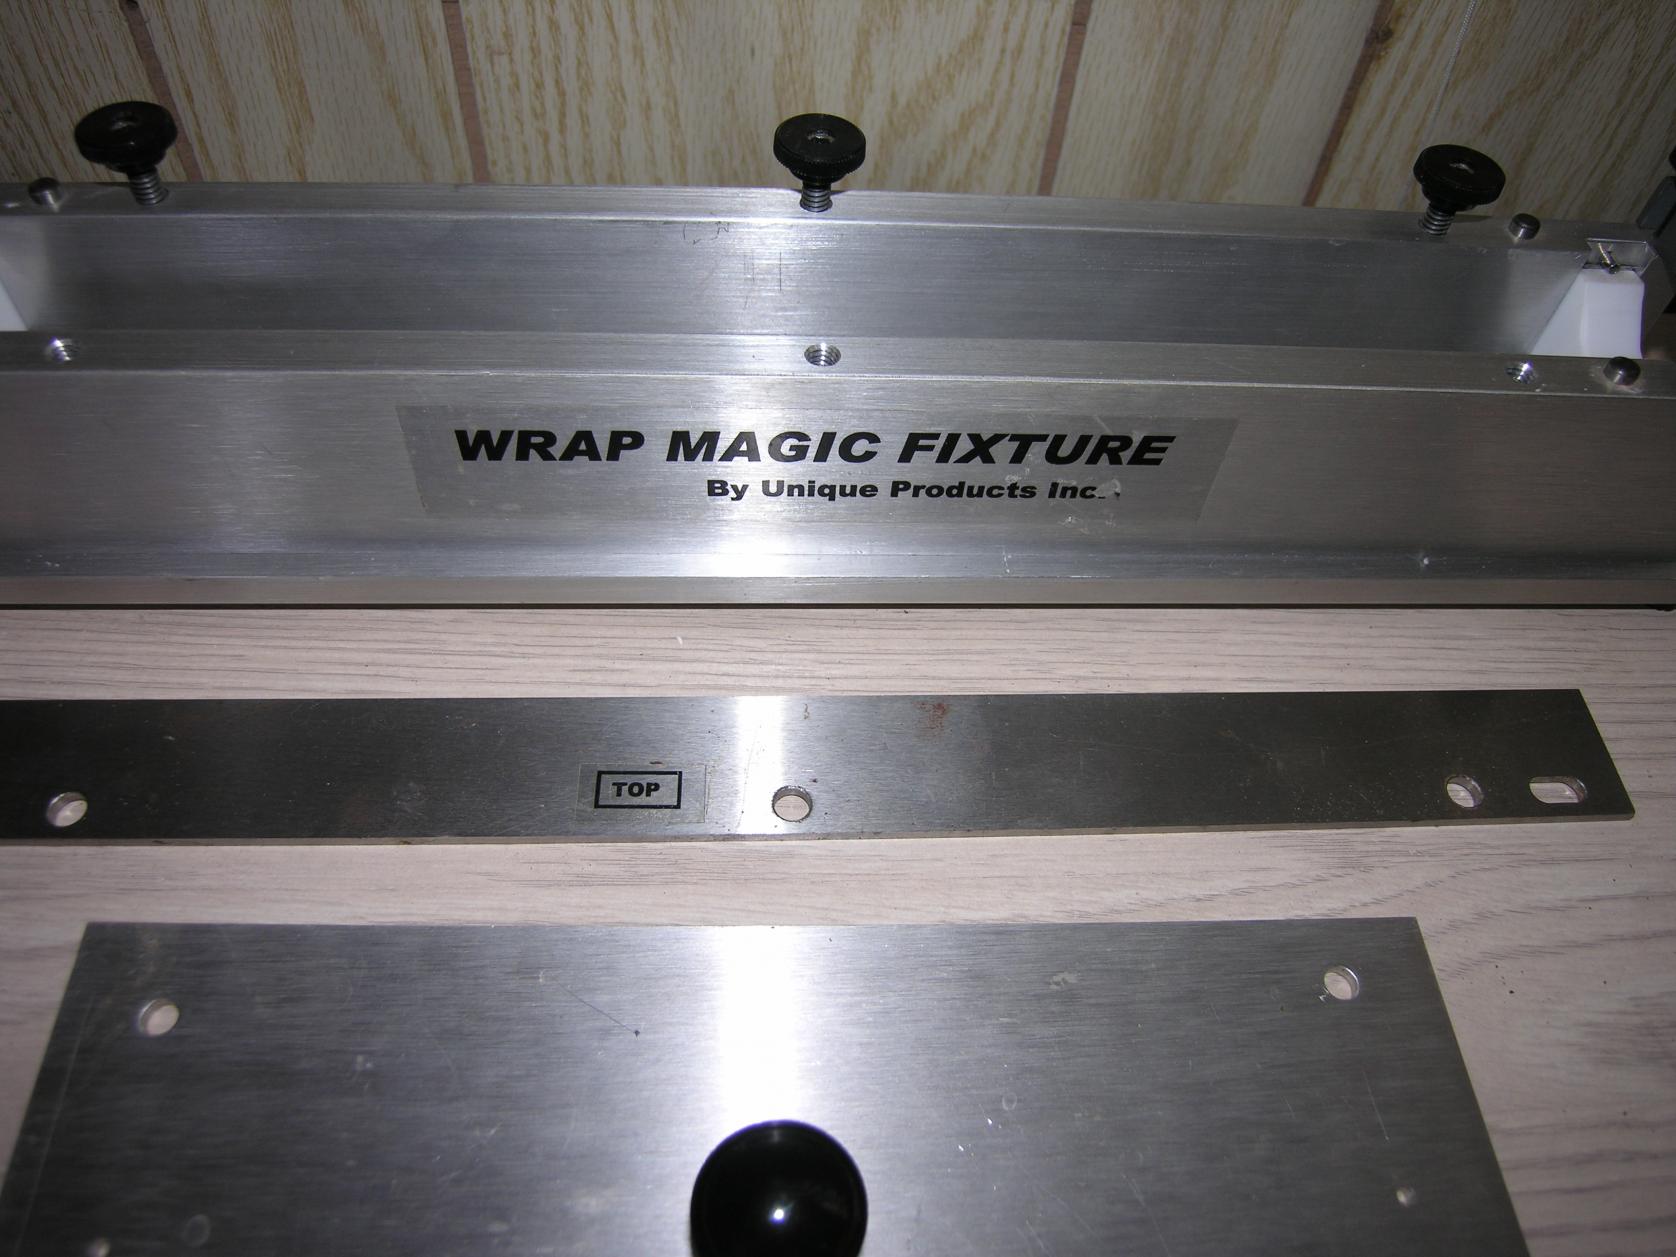 WRAP MAGIC FIXTURE
By Unique Products Inc.
TOP